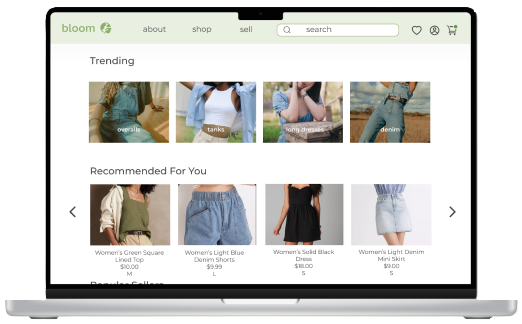 bloom
about
shop
sell
search
Trending
overalls
tanks
long dresses
denim
Recommended For You
Women's Green Square
Lined Top
$10.00
M
Women's Light Blue
Denim Shorts
$9.99
L
Women's Solid Black
Dress
$18.00
S
Women's Light Denim
Mini Skirt
$9.00
S
Popular Sellers